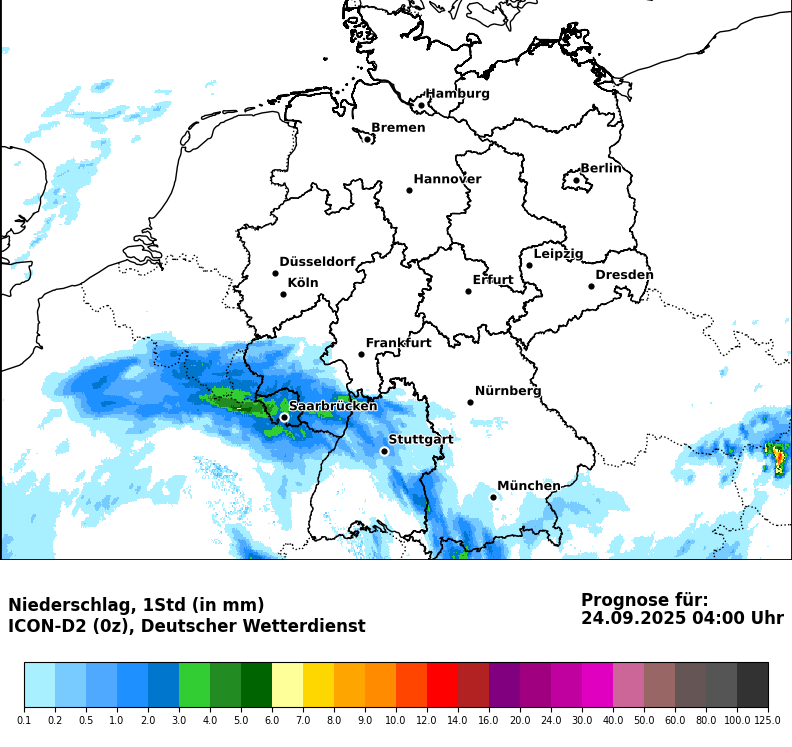 Hamburg
Bremen
Berlin
Hannover
Düsseldorf
Leipzig
Köln
Erfurt
Dresden
Frankfurt
Nürnberg
Saarbrücken
Stuttgart
München
Niederschlag, 1Std (in mm)
ICON-D2 (0z), Deutscher Wetterdienst
Prognose für:
24.09.2025 04:00 Uhr
0.1 0.2 0.5 1.0 2.0 3.0 4.0 5.0 6.0 7.0 8.0 9.0 10.0 12.0 14.0 16.0 20.0 24.0 30.0 40.0 50.0 60.0 80.0 100.0 125.0